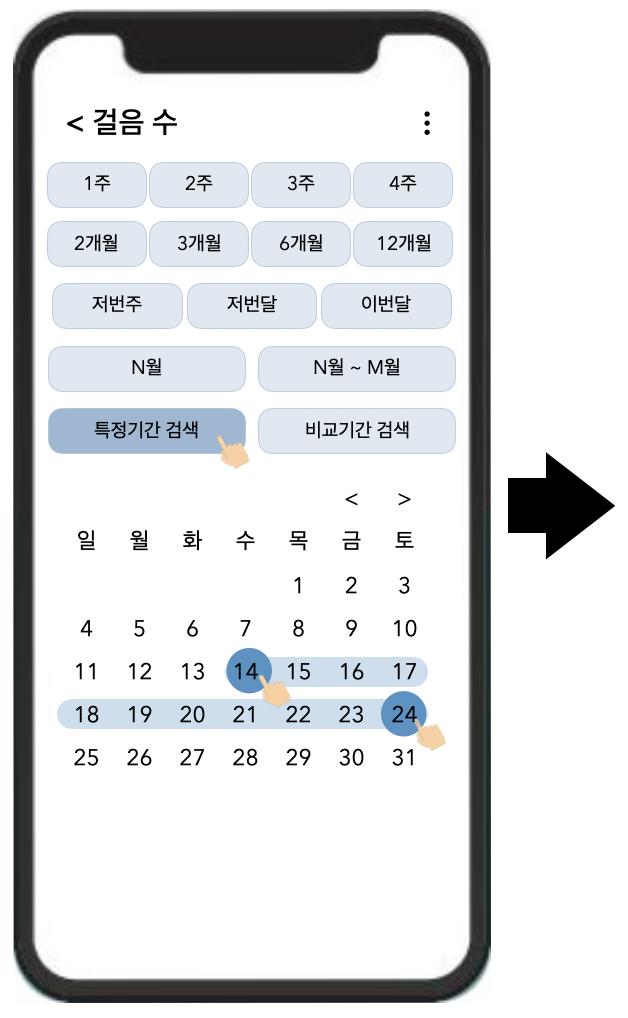 < 걸음 수
1주 2주 3주 4주
2개월 3개월 6개월 12개월
저번주 저번달 이번달
N월 N월 ~ M월
특정기간 검색 비교기간 검색
< >
일 월 화 수 목 금 토
1 2 3
4 5 6 7 8 9 10
11 12 13 14 15 16 17
18 19 20 21 22 23 24
25 26 27 28 29 30 31